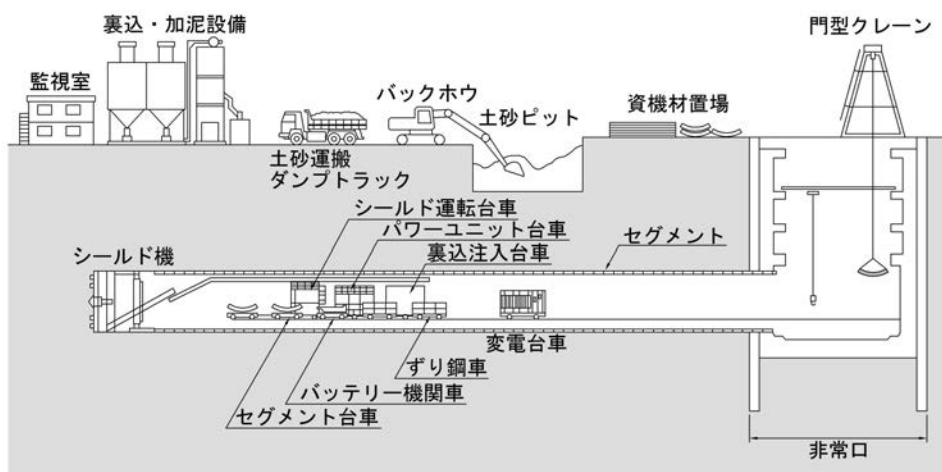 裏込・加泥設備
門型クレーン
監視室
バックホウ
資機材置場
土砂ピット
土砂運搬
ダンプトラック
シールド運転台車
パワーユニット台車
セグメント
シールド機
裏込注入台車
変電台車
ずり鋼車
バッテリー機関車
セグメント台車
非常口